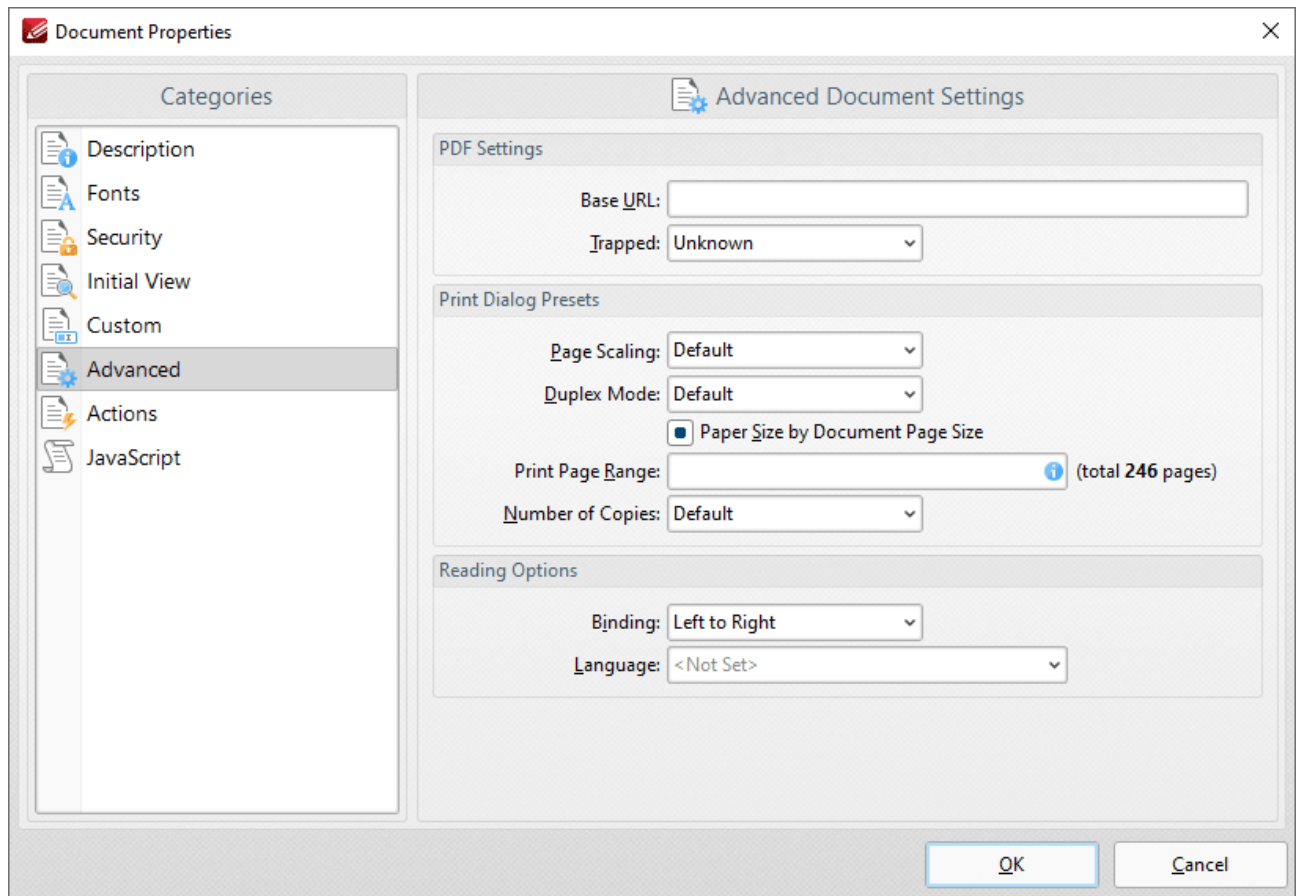 Document Properties
Categories
Description
Fonts
Security
Initial View
Custom
Advanced
Actions
JavaScript
Advanced Document Settings
PDF Settings
Base URL:
Trapped: Unknown
Print Dialog Presets
Page Scaling: Default
Duplex Mode: Default
Paper Size by Document Page Size
Print Page Range: (total 246 pages)
Number of Copies: Default
Reading Options
Binding: Left to Right
Language: <Not Set>
OK Cancel